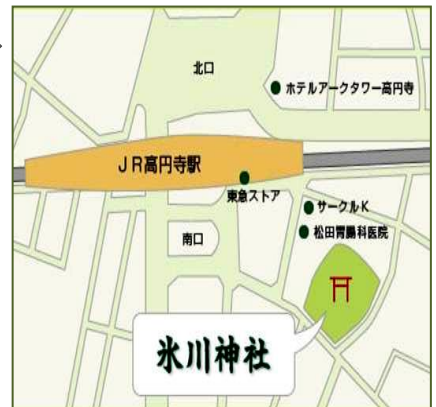 北口
ホテルアークタワー高円寺
JR高円寺駅
東急ストア
サークルK
松田胃腸科医院
南口
氷川神社